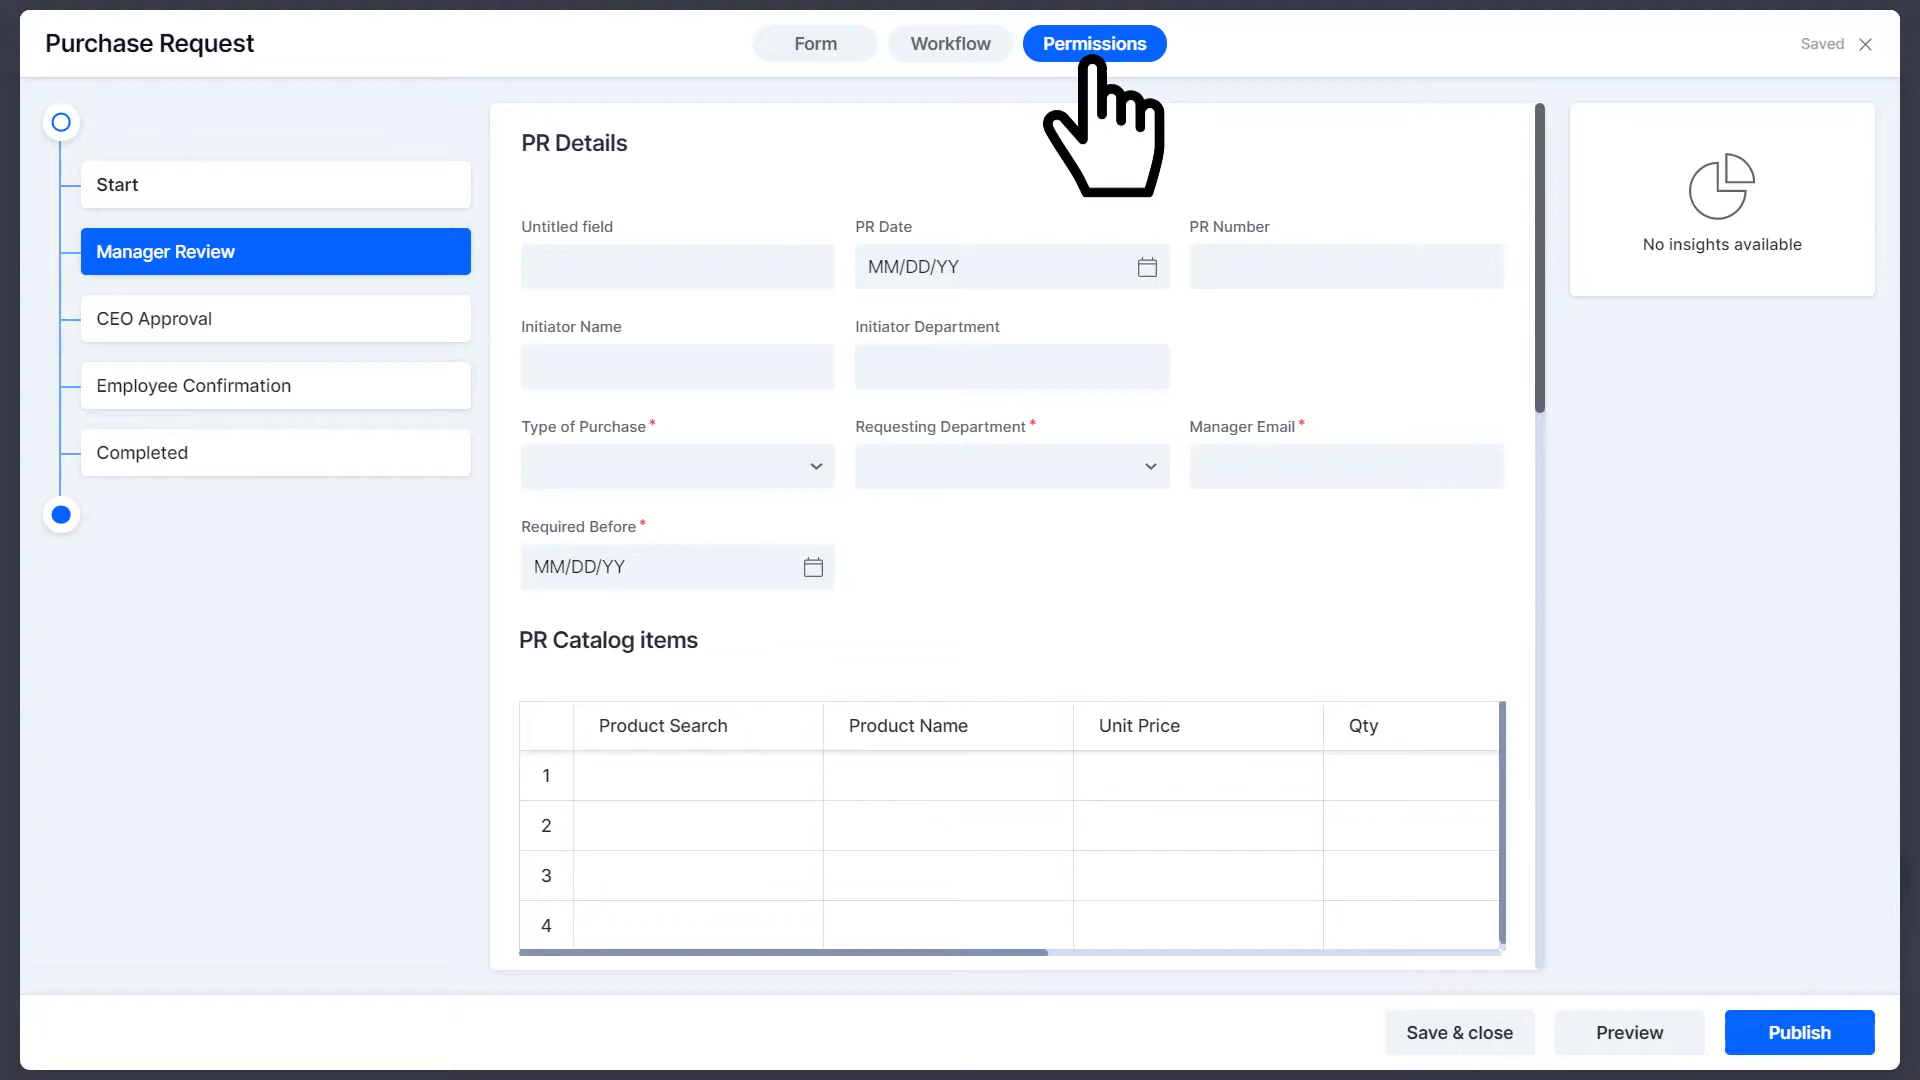 Purchase Request
Form
Workflow
Permissions
Saved
Start
Manager Review
CEO Approval
Employee Confirmation
Completed
PR Details
Untitled field
PR Date
PR Number
MM/DD/YY
Initiator Name
Initiator Department
Type of Purchase*
Requesting Department*
Manager Email*
Required Before*
MM/DD/YY
PR Catalog items
Product Search
Product Name
Unit Price
Qty
1
2
3
4
No insights available
Save & close
Preview
Publish